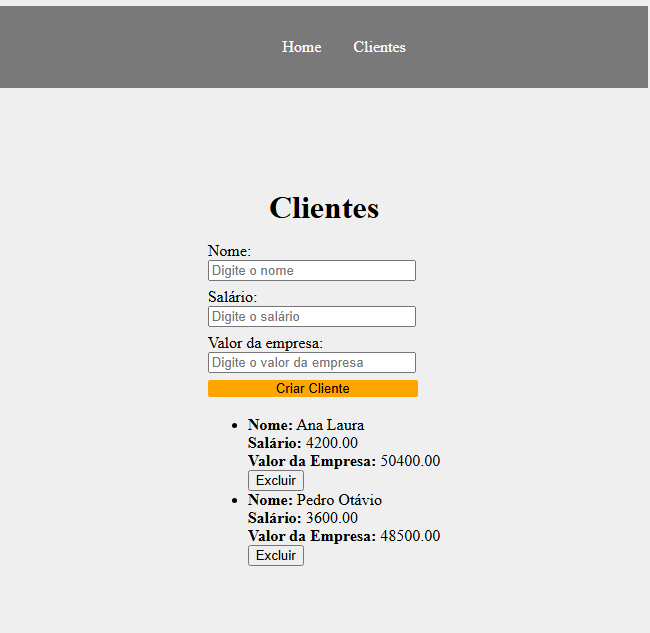 Home Clientes
Clientes
Nome:
Digite o nome
Salário:
Digite o salário
Valor da empresa:
Digite o valor da empresa
Criar Cliente
Nome: Ana Laura
Salário: 4200.00
Valor da Empresa: 50400.00
Excluir
Nome: Pedro Otávio
Salário: 3600.00
Valor da Empresa: 48500.00
Excluir